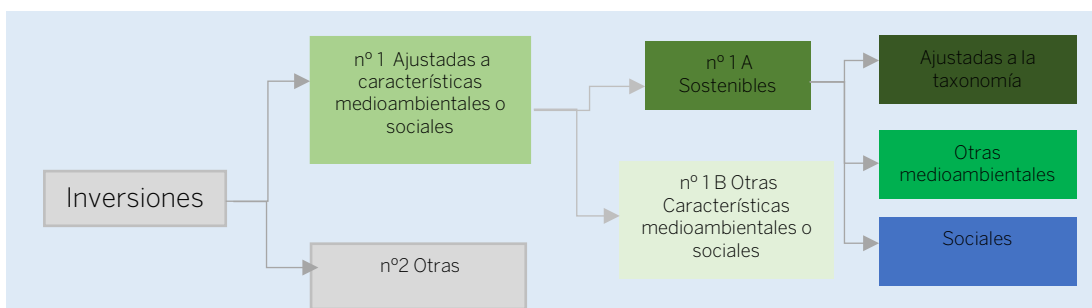 Inversiones
nº 1 Ajustadas a
características
medioambientales o
sociales
nº2 Otras
nº 1 A
Sostenibles
nº 1 B Otras
Características
medioambientales o
sociales
Ajustadas a la
taxonomía
Otras
medioambientales
Sociales